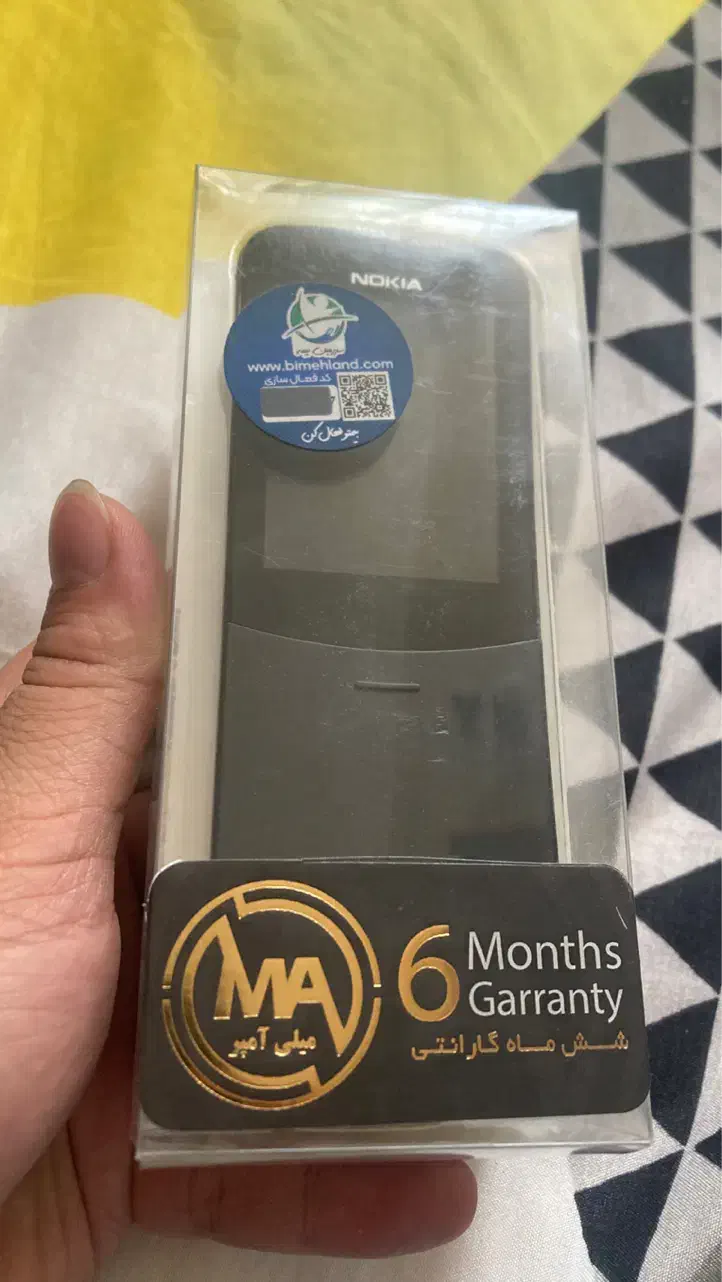 NOKIA
www.bimehland.com
کد فعال سازی
MA
میلی آمپر
6 Months
Garranty
شش ماه گارانتی